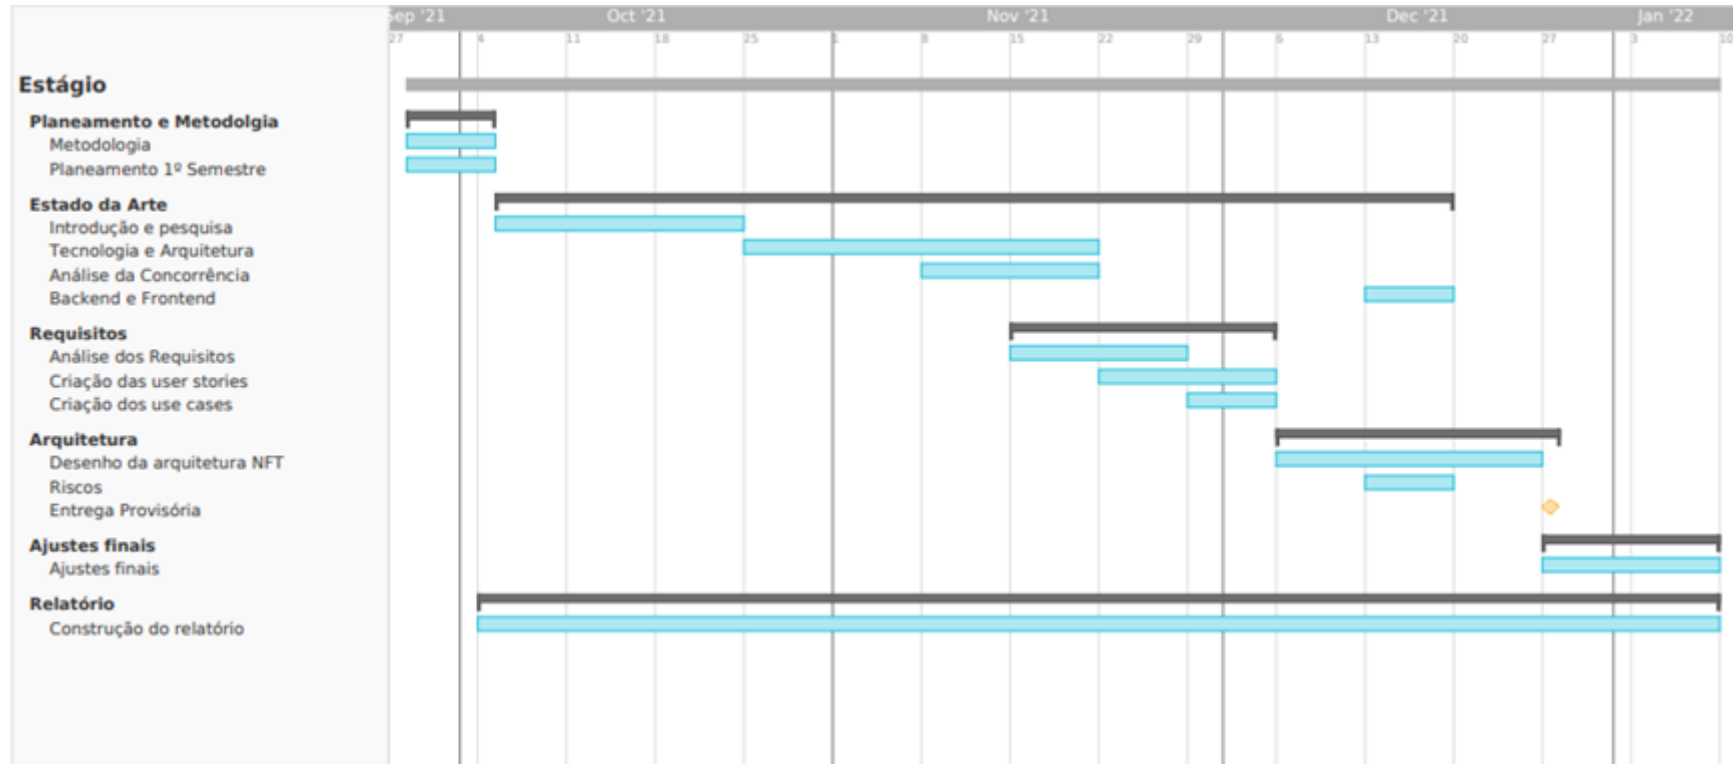 Sep '21 Oct '21 Nov '21 Dec '21 Jan '22
27 4 11 18 25 1 8 15 22 29 6 13 20 27 3 10
Estágio
Planeamento e Metodolgia
Metodologia
Planeamento 1º Semestre
Estado da Arte
Introdução e pesquisa
Tecnologia e Arquitetura
Análise da Concorrência
Backend e Frontend
Requisitos
Análise dos Requisitos
Criação das user stories
Criação dos use cases
Arquitetura
Desenho da arquitetura NFT
Riscos
Entrega Provisória
Ajustes finais
Ajustes finais
Relatório
Construção do relatório